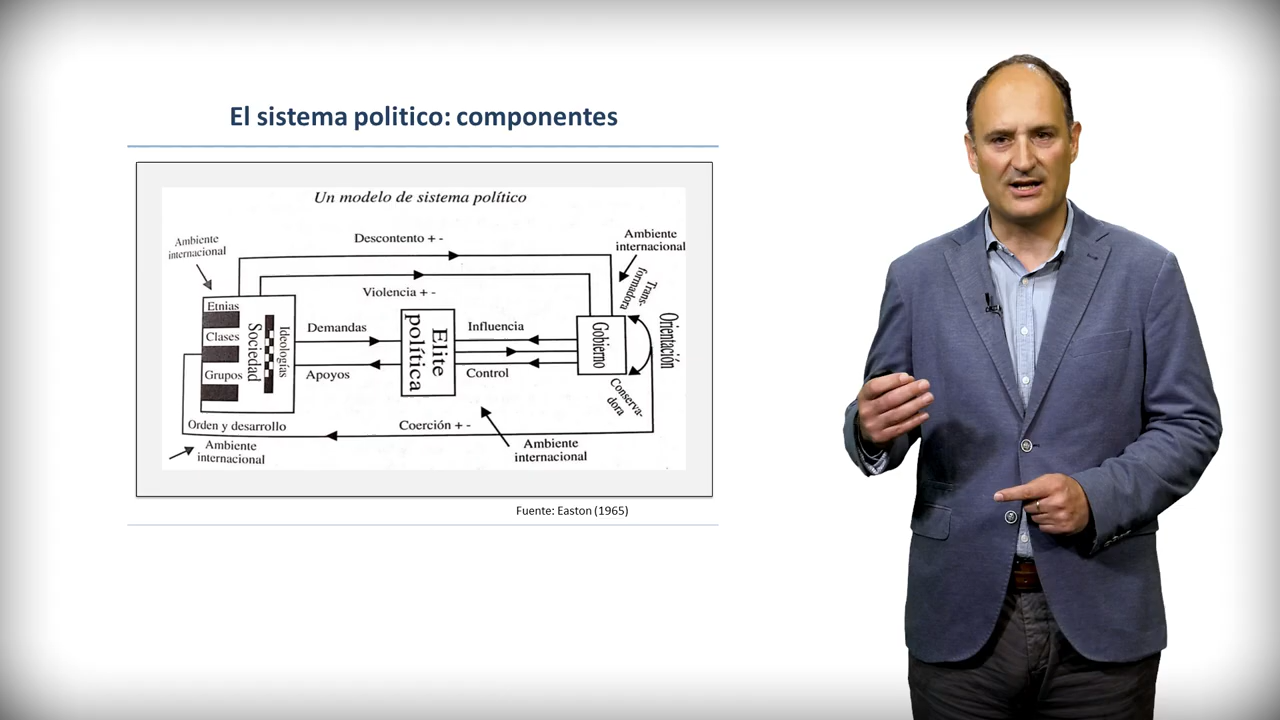 El sistema politico: componentes
Un modelo de sistema político
Ambiente
internacional
Descontento + -
Ambiente
internacional
Violencia + -
Trans-
formadora
Etnias
Clases
Grupos
Sociedad
Ideologías
Demandas
Apoyos
Elite
política
Influencia
Control
Gobierno
Orientación
Conserva-
dora
Orden y desarrollo
Coerción + -
Ambiente
internacional
Ambiente
internacional
Fuente: Easton (1965)